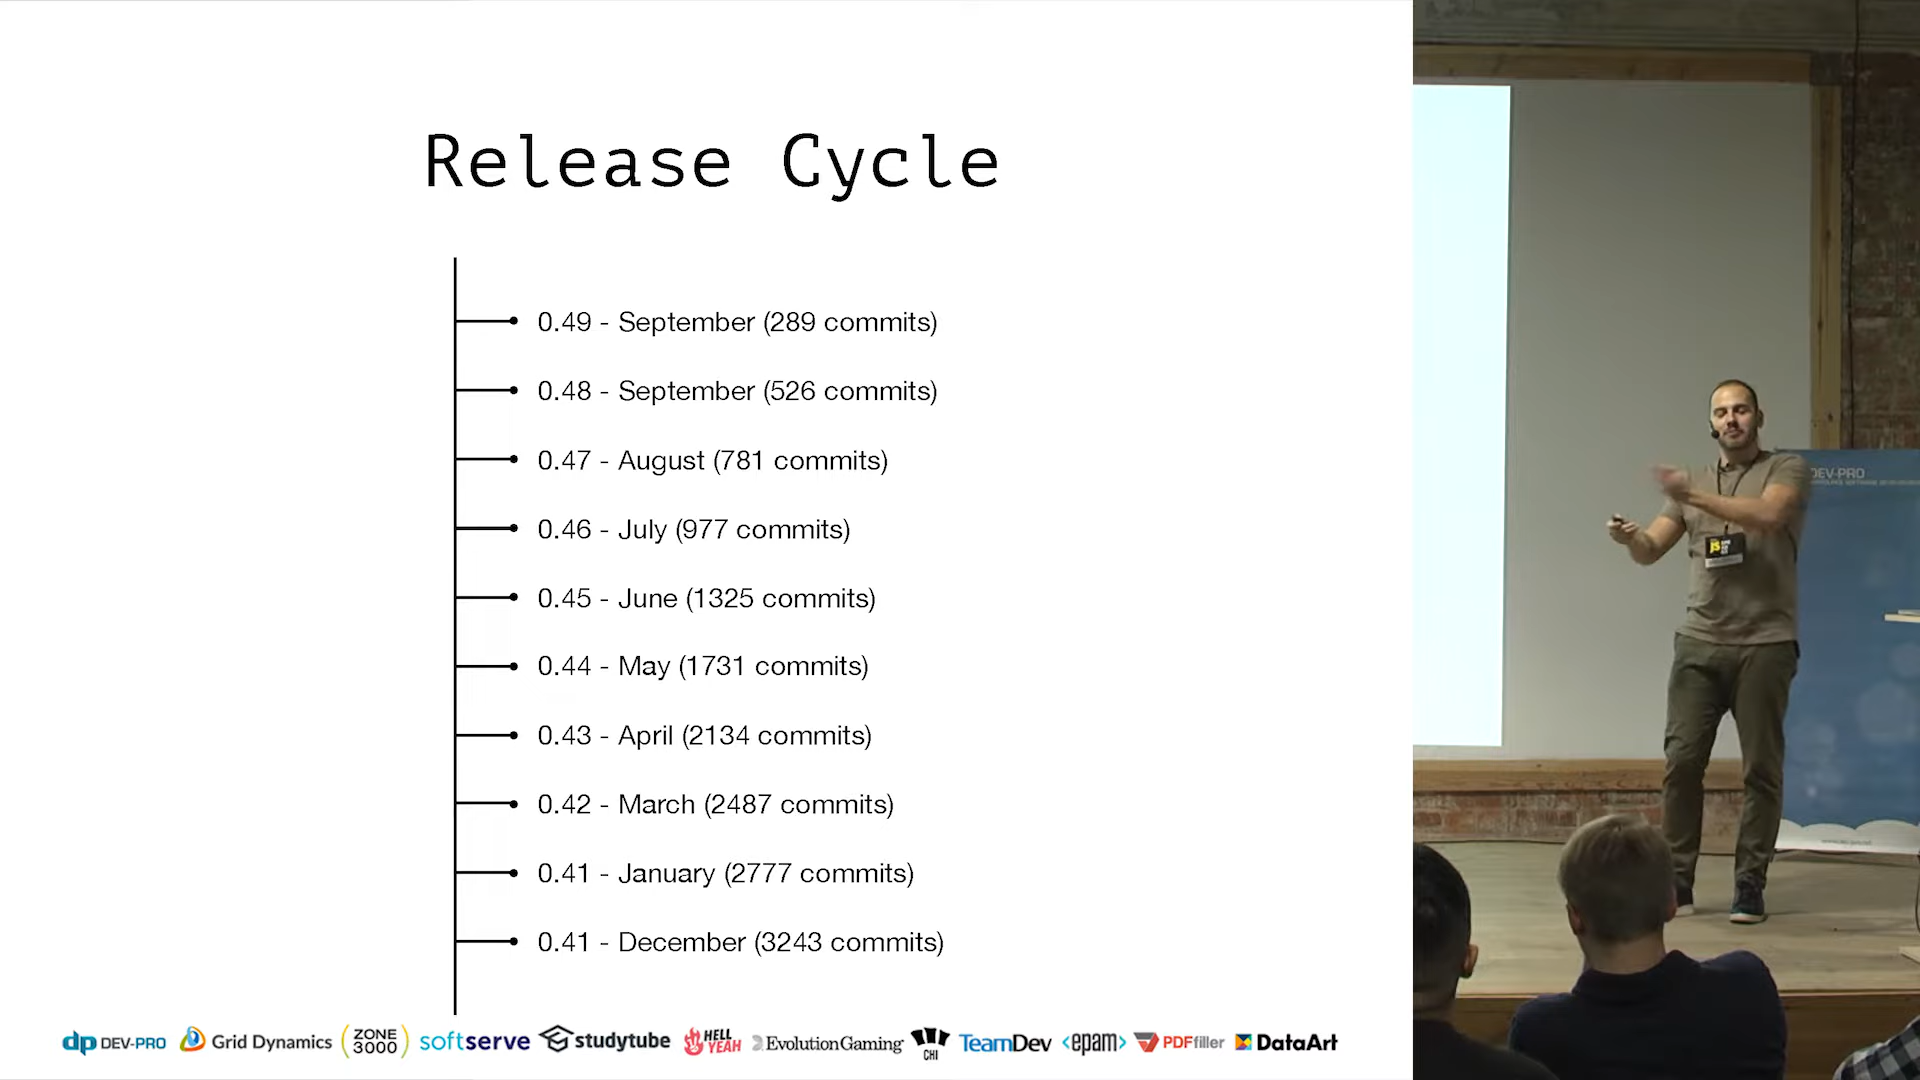 Release Cycle
0.49 - September (289 commits)
0.48 - September (526 commits)
0.47 - August (781 commits)
0.46 - July (977 commits)
0.45 - June (1325 commits)
0.44 - May (1731 commits)
0.43 - April (2134 commits)
0.42 - March (2487 commits)
0.41 - January (2777 commits)
0.41 - December (3243 commits)
dp DEV-PRO Grid Dynamics ZONE 3000 softserve studytube HELL YEAH EvolutionGaming CHI TeamDev <epam> PDFfiller DataArt
DEV-PRO
JS